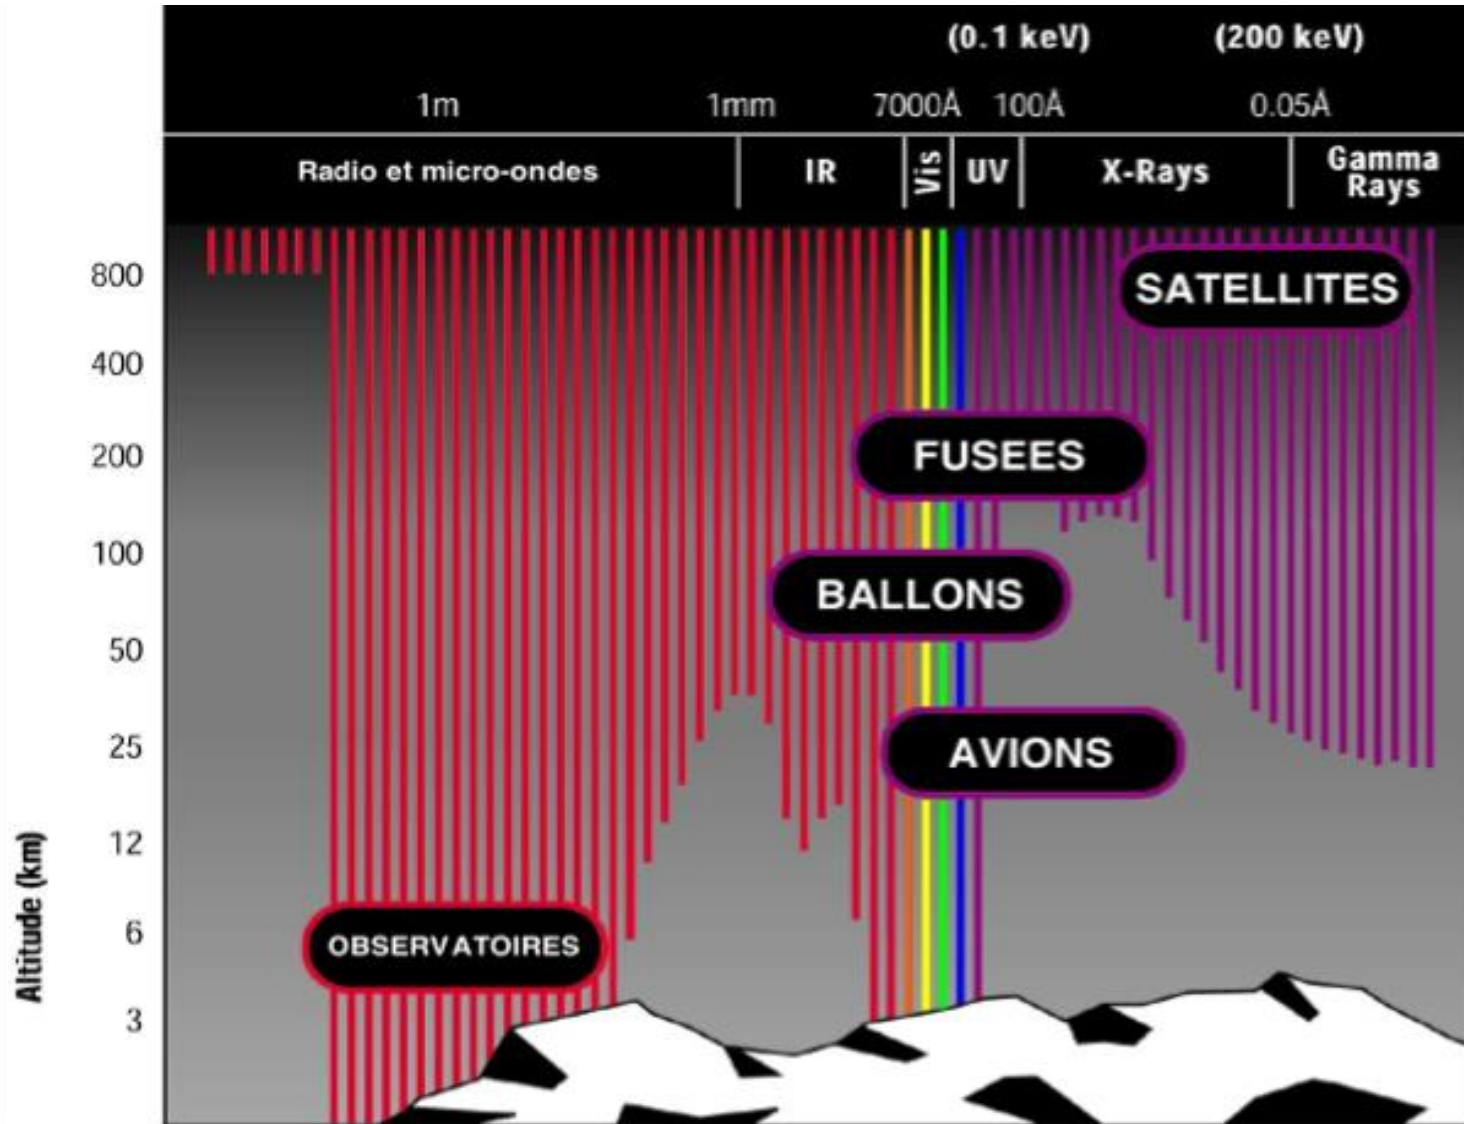 (0.1 keV) (200 keV)
1m 1mm 7000Å 100Å 0.05Å
Radio et micro-ondes IR Vis UV X-Rays Gamma Rays
800
SATELLITES
400
200
FUSEES
100
BALLONS
50
25
AVIONS
12
6
OBSERVATOIRES
3
Altitude (km)